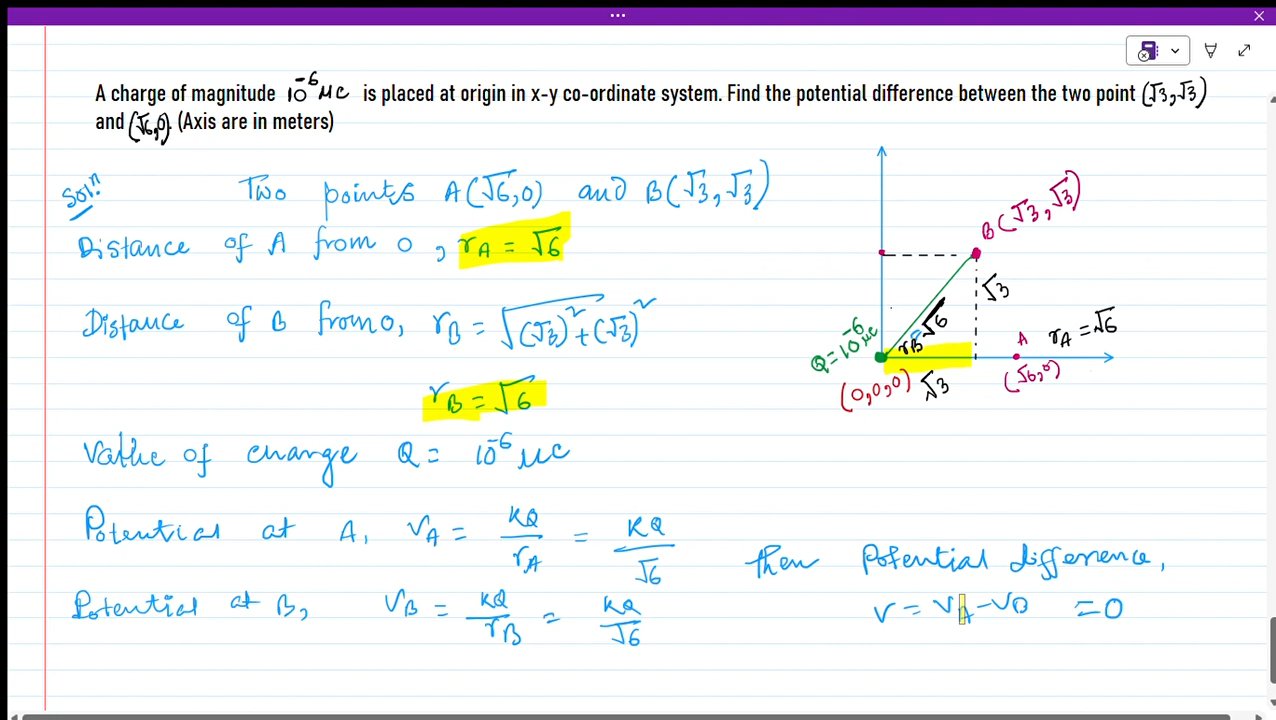 A charge of magnitude 10⁻⁶ μc is placed at origin in x-y co-ordinate system. Find the potential difference between the two point (√3,√3)
and (√6,0). (Axis are in meters)
Solⁿ
Two points A(√6,0) and B(√3,√3)
Distance of A from 0, rA = √6
Distance of B from 0, rB = √(√3)²+(√3)²
rB = √6
Value of change Q = 10⁻⁶ μc
Potential at A, VA = KQ/rA = KQ/√6
Potential at B, VB = KQ/rB = KQ/√6
then Potential difference,
V = VA - VB = 0
B(√3,√3)
√3
rB √6
Q = 10⁻⁶ μc
A
rA = √6
(0,0,0)
√3
(√6,0)